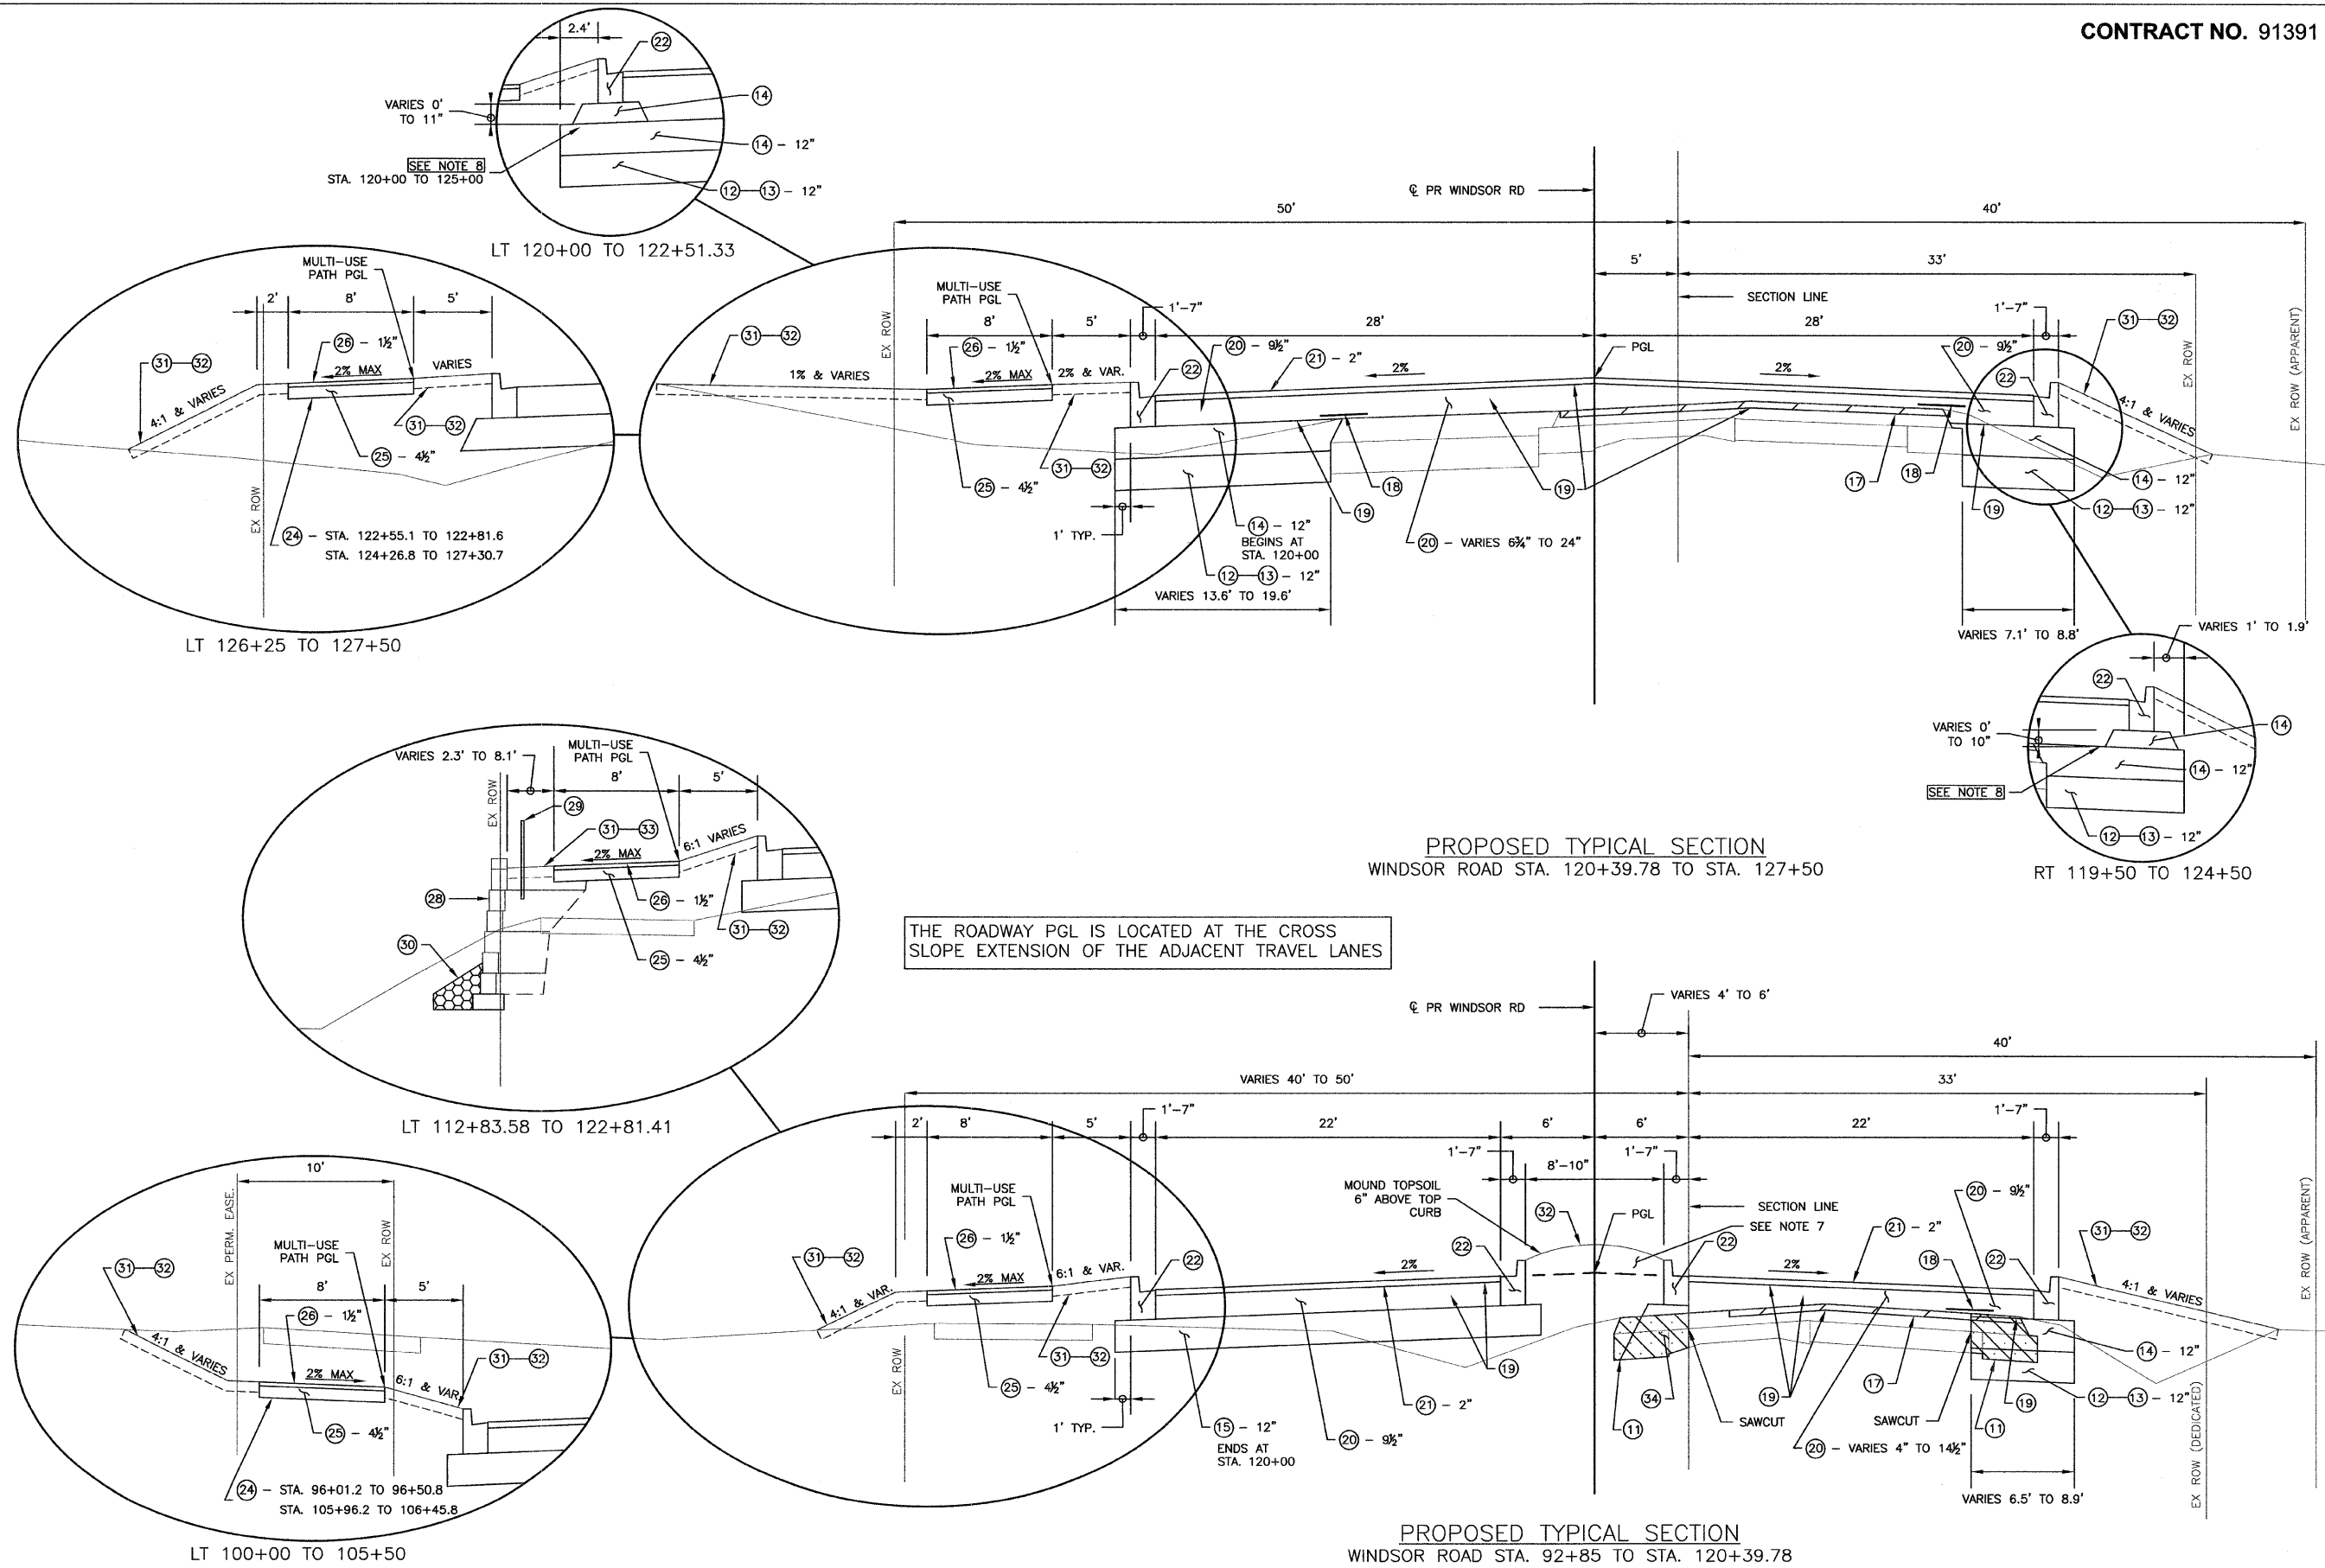 CONTRACT NO. 91391
2.4'
22
VARIES 0'
TO 11"
14
14 - 12"
SEE NOTE 8
STA. 120+00 TO 125+00
12 13 - 12"
LT 120+00 TO 122+51.33
MULTI-USE
PATH PGL
2' 8' 5'
26 - 1½"
31 32
2% MAX
VARIES
4:1 & VARIES
31 32
25 - 4½"
EX ROW
24 - STA. 122+55.1 TO 122+81.6
STA. 124+26.8 TO 127+30.7
LT 126+25 TO 127+50
℄ PR WINDSOR RD
50'
40'
5'
33'
SECTION LINE
EX ROW
MULTI-USE
PATH PGL
8' 5'
1'-7"
28'
28'
1'-7"
31 32
31 32
26 - 1½"
20 - 9½"
21 - 2"
PGL
20 - 9½"
22
22
1% & VARIES
2% MAX
2% & VAR.
2%
2%
4:1 & VARIES
EX ROW
EX ROW (APPARENT)
25 - 4½"
31 32
18
19
19
17
18
19
14 - 12"
12 13 - 12"
1' TYP.
14 - 12"
BEGINS AT
STA. 120+00
20 - VARIES 6¾" TO 24"
12 13 - 12"
VARIES 13.6' TO 19.6'
VARIES 7.1' TO 8.8'
VARIES 1' TO 1.9'
22
14
VARIES 0'
TO 10"
14 - 12"
SEE NOTE 8
12 13 - 12"
RT 119+50 TO 124+50
PROPOSED TYPICAL SECTION
WINDSOR ROAD STA. 120+39.78 TO STA. 127+50
VARIES 2.3' TO 8.1'
MULTI-USE
PATH PGL
8' 5'
EX ROW
29
31 33
2% MAX
6:1 VARIES
28
26 - 1½"
31 32
30
25 - 4½"
LT 112+83.58 TO 122+81.41
THE ROADWAY PGL IS LOCATED AT THE CROSS
SLOPE EXTENSION OF THE ADJACENT TRAVEL LANES
℄ PR WINDSOR RD
VARIES 4' TO 6'
40'
VARIES 40' TO 50'
33'
2' 8' 5'
1'-7"
22'
6'
6'
22'
1'-7"
1'-7"
8'-10"
1'-7"
MULTI-USE
PATH PGL
MOUND TOPSOIL
6" ABOVE TOP
CURB
32
PGL
SECTION LINE
SEE NOTE 7
20 - 9½"
21 - 2"
31 32
26 - 1½"
22
22
22
18
22
31 32
4:1 & VAR.
2% MAX
6:1 & VAR.
2%
2%
4:1 & VARIES
EX ROW
25 - 4½"
31 32
1' TYP.
15 - 12"
ENDS AT
STA. 120+00
20 - 9½"
21 - 2"
19
11
34
SAWCUT
19
17
SAWCUT
11
19
14 - 12"
12 13 - 12"
20 - VARIES 4" TO 14½"
VARIES 6.5' TO 8.9'
EX ROW (DEDICATED)
EX ROW (APPARENT)
PROPOSED TYPICAL SECTION
WINDSOR ROAD STA. 92+85 TO STA. 120+39.78
10'
EX PERM. EASE.
EX ROW
MULTI-USE
PATH PGL
8' 5'
31 32
26 - 1½"
4:1 & VARIES
2% MAX
6:1 & VAR.
31 32
25 - 4½"
24 - STA. 96+01.2 TO 96+50.8
STA. 105+96.2 TO 106+45.8
LT 100+00 TO 105+50